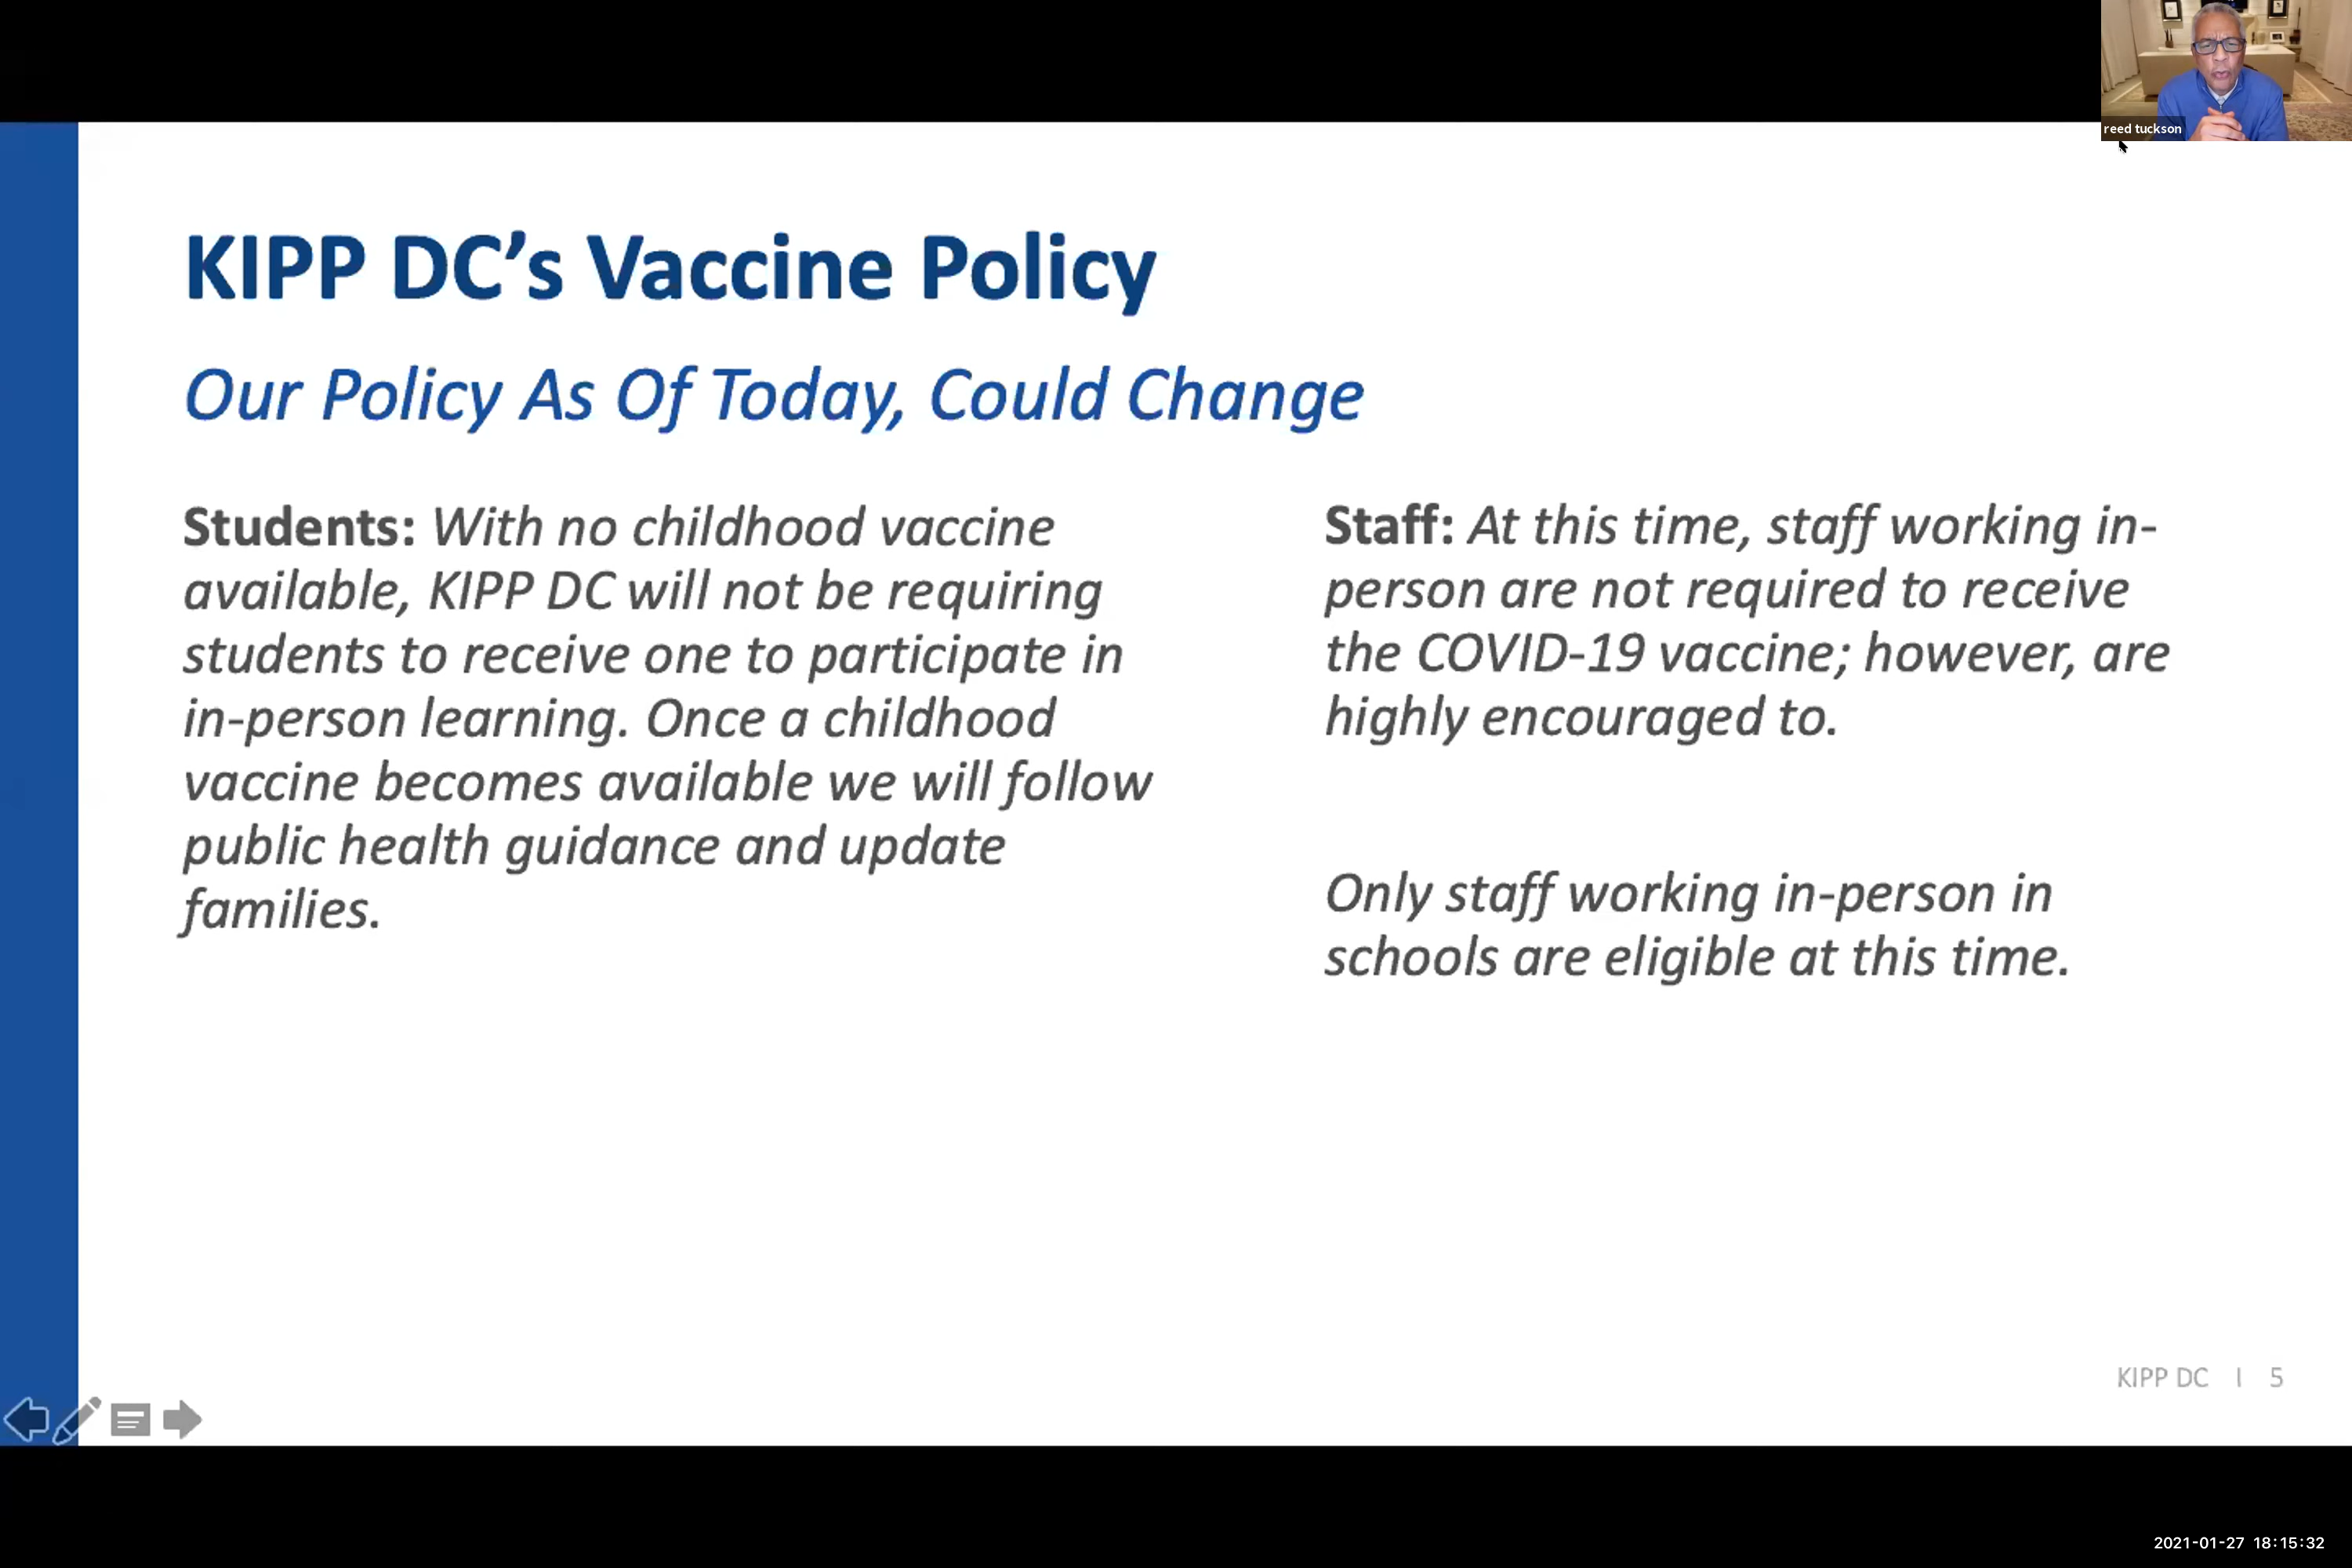 reed tuckson
KIPP DC’s Vaccine Policy
Our Policy As Of Today, Could Change
Students: With no childhood vaccine
available, KIPP DC will not be requiring
students to receive one to participate in
in-person learning. Once a childhood
vaccine becomes available we will follow
public health guidance and update
families.
Staff: At this time, staff working in-
person are not required to receive
the COVID-19 vaccine; however, are
highly encouraged to.
Only staff working in-person in
schools are eligible at this time.
KIPP DC | 5
2021-01-27 18:15:32